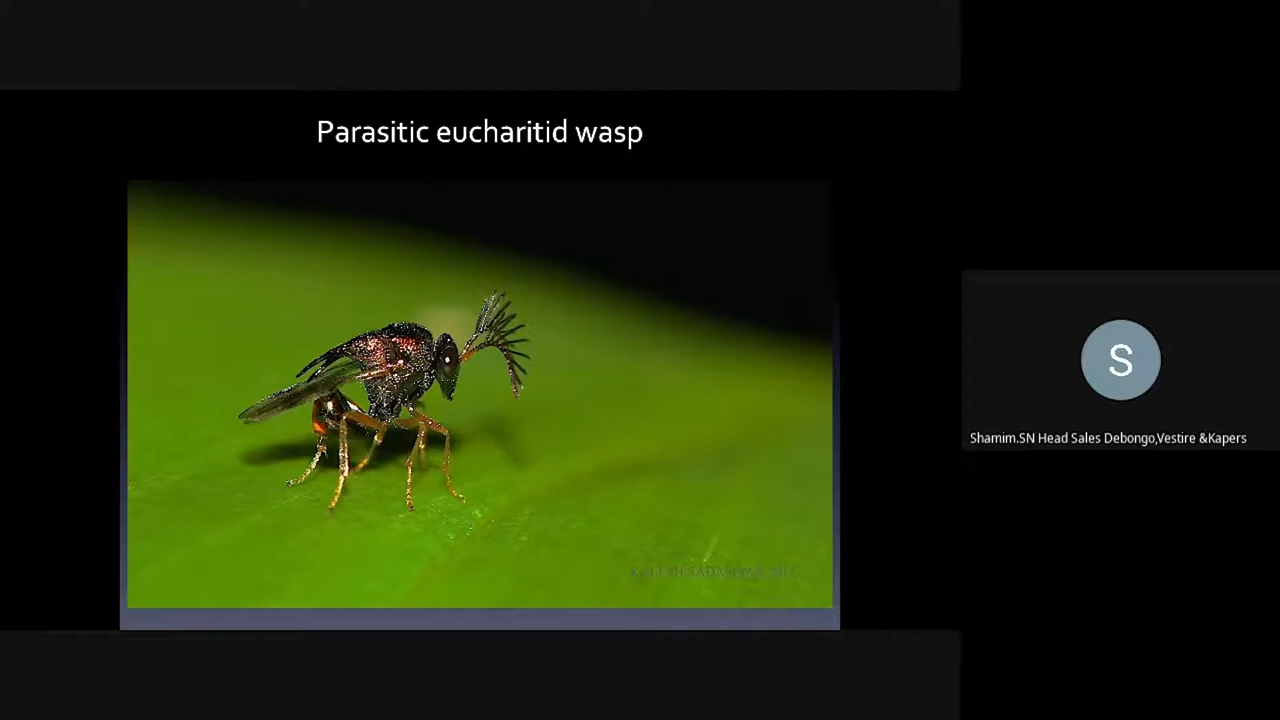 Parasitic eucharitid wasp
S
Shamim.SN Head Sales Debongo,Vestire &Kapers